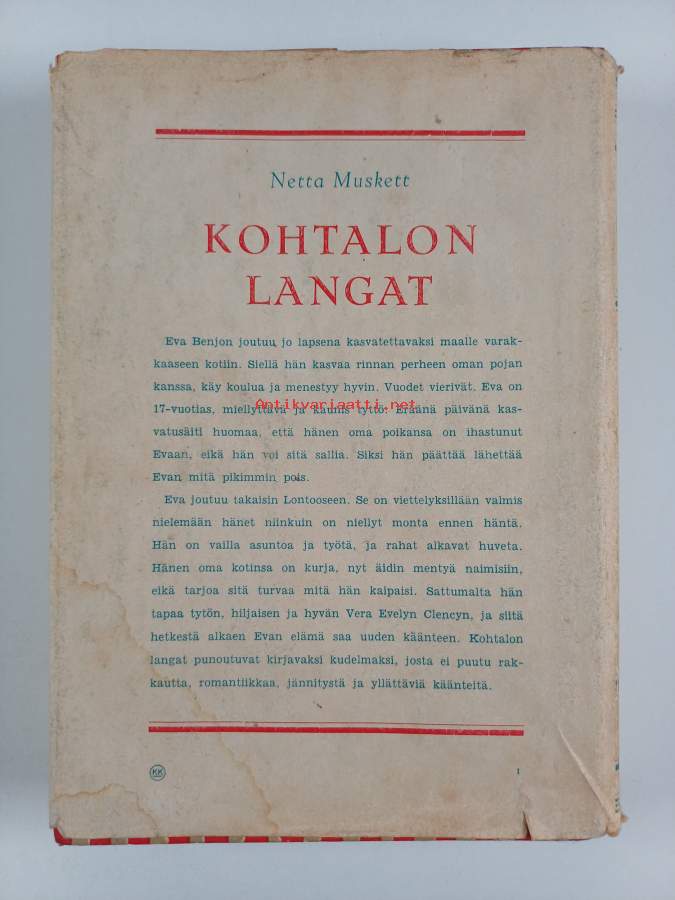 Netta Muskett
KOHTALON
LANGAT
Eva Benjon joutuu jo lapsena kasvatettavaksi maalle varak-
kaaseen kotiin. Siellä hän kasvaa rinnan perheen oman pojan
kanssa, käy koulua ja menestyy hyvin. Vuodet vierivät. Eva on
Antikvariaatti.net
17-vuotias, miellyttävä ja kaunis tyttö. Eräänä päivänä kas-
vatusäiti huomaa, että hänen oma poikansa on ihastunut
Evaan, eikä hän voi sitä sallia. Siksi hän päättää lähettää
Evan mitä pikimmin pois.
Eva joutuu takaisin Lontooseen. Se on viettelyksillään valmis
nielemään hänet niinkuin on niellyt monta ennen häntä.
Hän on vailla asuntoa ja työtä, ja rahat alkavat huveta.
Hänen oma kotinsa on kurja, nyt äidin mentyä naimisiin,
eikä tarjoa sitä turvaa mitä hän kaipaisi. Sattumalta hän
tapaa tytön, hiljaisen ja hyvän Vera Evelyn Clencyn, ja siitä
hetkestä alkaen Evan elämä saa uuden käänteen. Kohtalon
langat punoutuvat kirjavaksi kudelmaksi, josta ei puutu rak-
kautta, romantiikkaa, jännitystä ja yllättäviä käänteitä.
KK
1